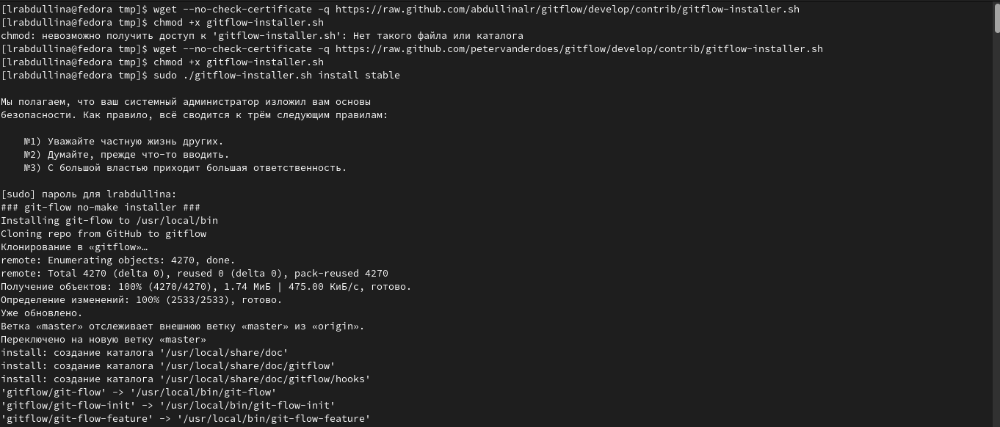 [lrabdullina@fedora tmp]$ wget --no-check-certificate -q https://raw.github.com/abdullinalr/gitflow/develop/contrib/gitflow-installer.sh
[lrabdullina@fedora tmp]$ chmod +x gitflow-installer.sh
chmod: невозможно получить доступ к 'gitflow-installer.sh': Нет такого файла или каталога
[lrabdullina@fedora tmp]$ wget --no-check-certificate -q https://raw.github.com/petervanderdoes/gitflow/develop/contrib/gitflow-installer.sh
[lrabdullina@fedora tmp]$ chmod +x gitflow-installer.sh
[lrabdullina@fedora tmp]$ sudo ./gitflow-installer.sh install stable
Мы полагаем, что ваш системный администратор изложил вам основы
безопасности. Как правило, всё сводится к трём следующим правилам:
№1) Уважайте частную жизнь других.
№2) Думайте, прежде что-то вводить.
№3) С большой властью приходит большая ответственность.
[sudo] пароль для lrabdullina:
### git-flow no-make installer ###
Installing git-flow to /usr/local/bin
Cloning repo from GitHub to gitflow
Клонирование в «gitflow»…
remote: Enumerating objects: 4270, done.
remote: Total 4270 (delta 0), reused 0 (delta 0), pack-reused 4270
Получение объектов: 100% (4270/4270), 1.74 МиБ | 475.00 КиБ/с, готово.
Определение изменений: 100% (2533/2533), готово.
Уже обновлено.
Ветка «master» отслеживает внешнюю ветку «master» из «origin».
Переключено на новую ветку «master»
install: создание каталога '/usr/local/share/doc'
install: создание каталога '/usr/local/share/doc/gitflow'
install: создание каталога '/usr/local/share/doc/gitflow/hooks'
'gitflow/git-flow' -> '/usr/local/bin/git-flow'
'gitflow/git-flow-init' -> '/usr/local/bin/git-flow-init'
'gitflow/git-flow-feature' -> '/usr/local/bin/git-flow-feature'